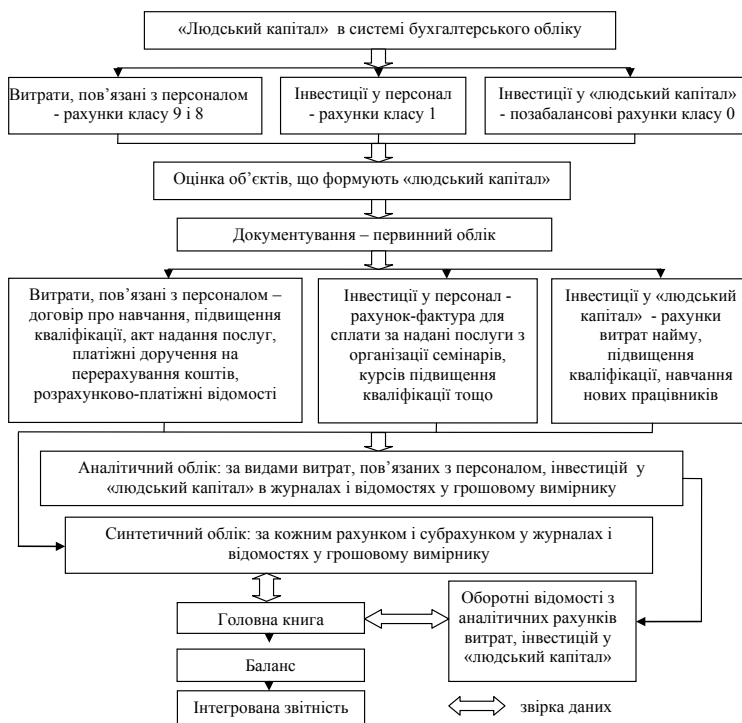 «Людський капітал» в системі бухгалтерського обліку
Витрати, пов’язані з персоналом
- рахунки класу 9 і 8
Інвестиції у персонал
- рахунки класу 1
Інвестиції у «людський капітал»
- позабалансові рахунки класу 0
Оцінка об’єктів, що формують «людський капітал»
Документування – первинний облік
Витрати, пов’язані з персоналом –
договір про навчання, підвищення
кваліфікації, акт надання послуг,
платіжні доручення на
перерахування коштів,
розрахунково-платіжні відомості
Інвестиції у персонал -
рахунок-фактура для
сплати за надані послуги з
організації семінарів,
курсів підвищення
кваліфікації тощо
Інвестиції у «людський
капітал» - рахунки
витрат найму,
підвищення
кваліфікації, навчання
нових працівників
Аналітичний облік: за видами витрат, пов’язаних з персоналом, інвестицій у
«людський капітал» в журналах і відомостях у грошовому вимірнику
Синтетичний облік: за кожним рахунком і субрахунком у журналах і
відомостях у грошовому вимірнику
Головна книга
Оборотні відомості з
аналітичних рахунків
витрат, інвестицій у
«людський капітал»
Баланс
Інтегрована звітність
звірка даних